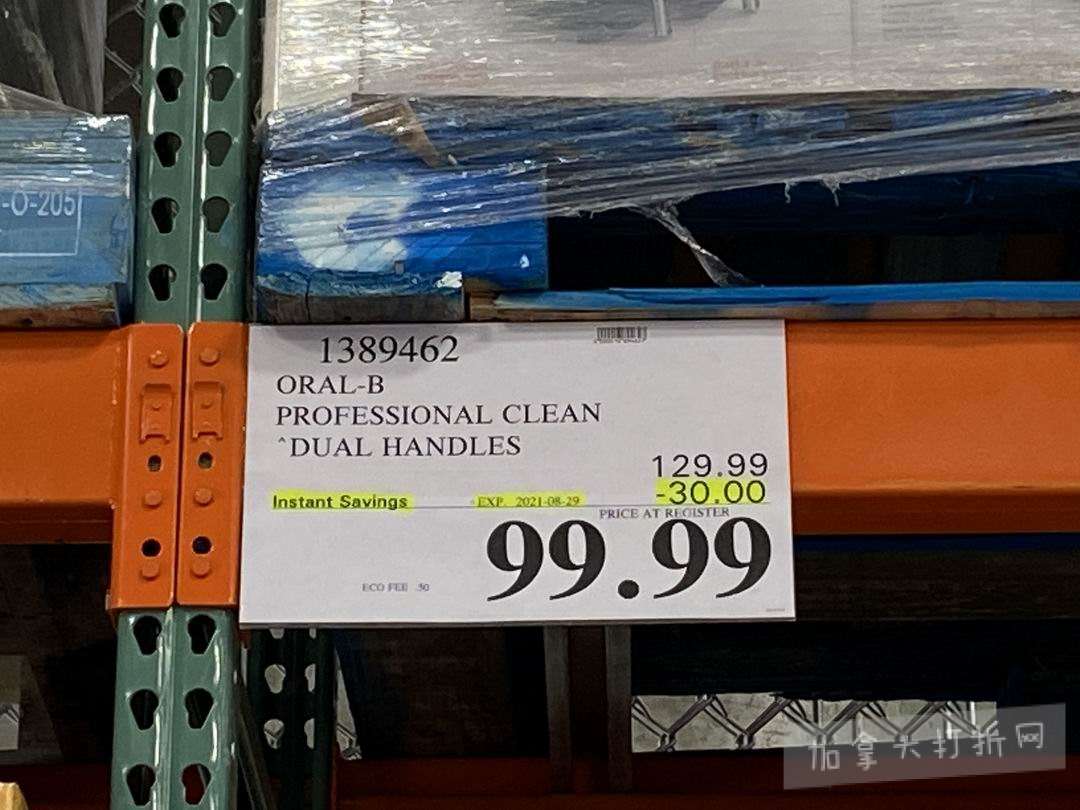 -O-205
1389462
ORAL-B
PROFESSIONAL CLEAN
^DUAL HANDLES
129.99
Instant Savings EXP. 2021-08-29 -30.00
PRICE AT REGISTER
99.99
ECO FEE .50
加拿大打折网